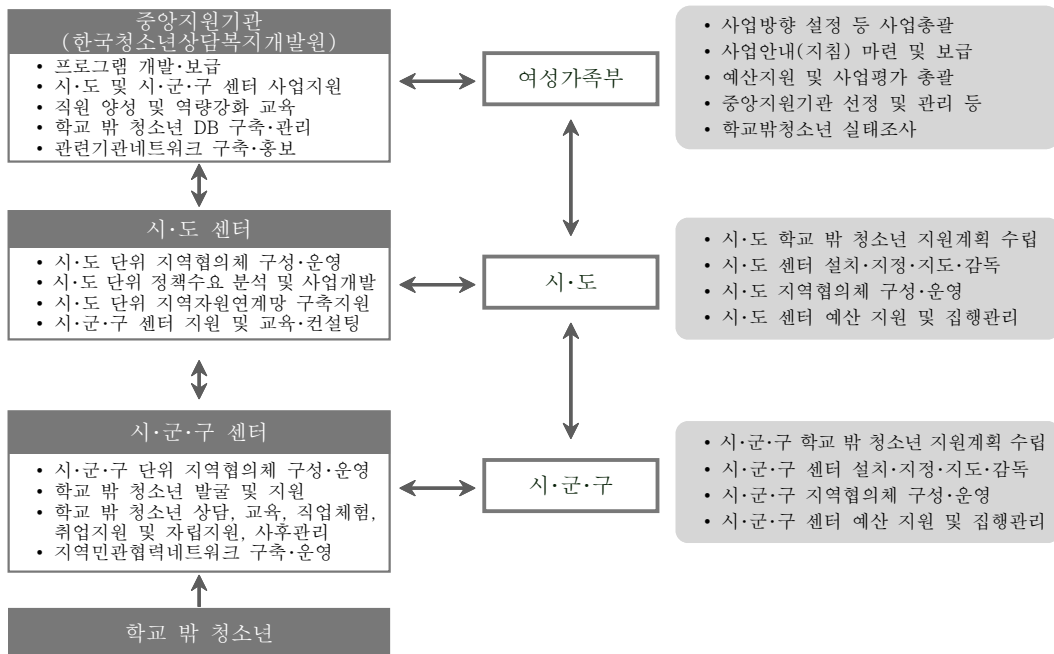 중앙지원기관
(한국청소년상담복지개발원)
• 프로그램 개발·보급
• 시·도 및 시·군·구 센터 사업지원
• 직원 양성 및 역량강화 교육
• 학교 밖 청소년 DB 구축·관리
• 관련기관네트워크 구축·홍보
여성가족부
• 사업방향 설정 등 사업총괄
• 사업안내(지침) 마련 및 보급
• 예산지원 및 사업평가 총괄
• 중앙지원기관 선정 및 관리 등
• 학교밖청소년 실태조사
시·도 센터
• 시·도 단위 지역협의체 구성·운영
• 시·도 단위 정책수요 분석 및 사업개발
• 시·도 단위 지역자원연계망 구축지원
• 시·군·구 센터 지원 및 교육·컨설팅
시·도
• 시·도 학교 밖 청소년 지원계획 수립
• 시·도 센터 설치·지정·지도·감독
• 시·도 지역협의체 구성·운영
• 시·도 센터 예산 지원 및 집행관리
시·군·구 센터
• 시·군·구 단위 지역협의체 구성·운영
• 학교 밖 청소년 발굴 및 지원
• 학교 밖 청소년 상담, 교육, 직업체험,
취업지원 및 자립지원, 사후관리
• 지역민관협력네트워크 구축·운영
시·군·구
• 시·군·구 학교 밖 청소년 지원계획 수립
• 시·군·구 센터 설치·지정·지도·감독
• 시·군·구 지역협의체 구성·운영
• 시·군·구 센터 예산 지원 및 집행관리
학교 밖 청소년